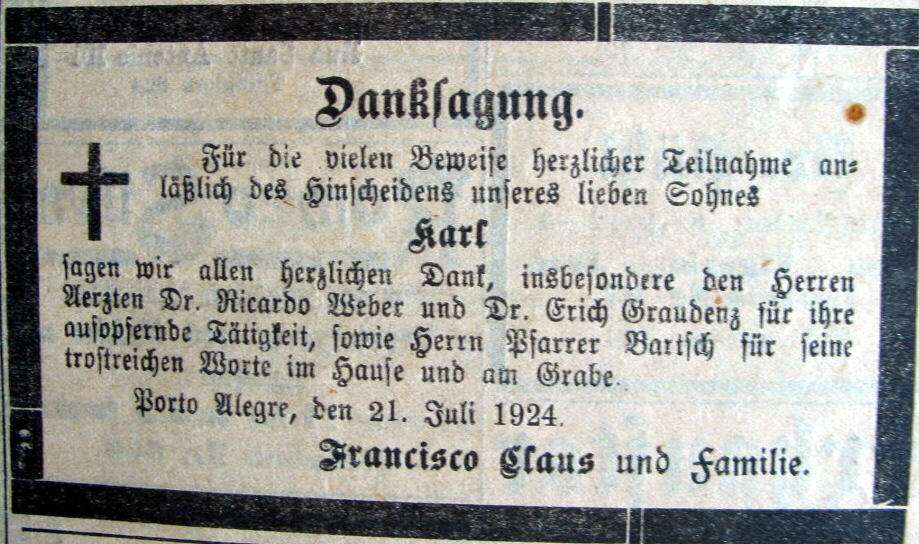 Dankſagung.
Für die vielen Beweiſe herzlicher Teilnahme an-
läßlich des Hinſcheidens unſeres lieben Sohnes
Karl
ſagen wir allen herzlichen Dank, insbeſondere den Herren
Aerzten Dr. Ricardo Weber und Dr. Erich Graudenz für ihre
aufopfernde Tätigkeit, ſowie Herrn Pfarrer Bartſch für ſeine
troſtreichen Worte im Hauſe und am Grabe.
Porto Alegre, den 21. Juli 1924.
Francisco Claus und Familie.